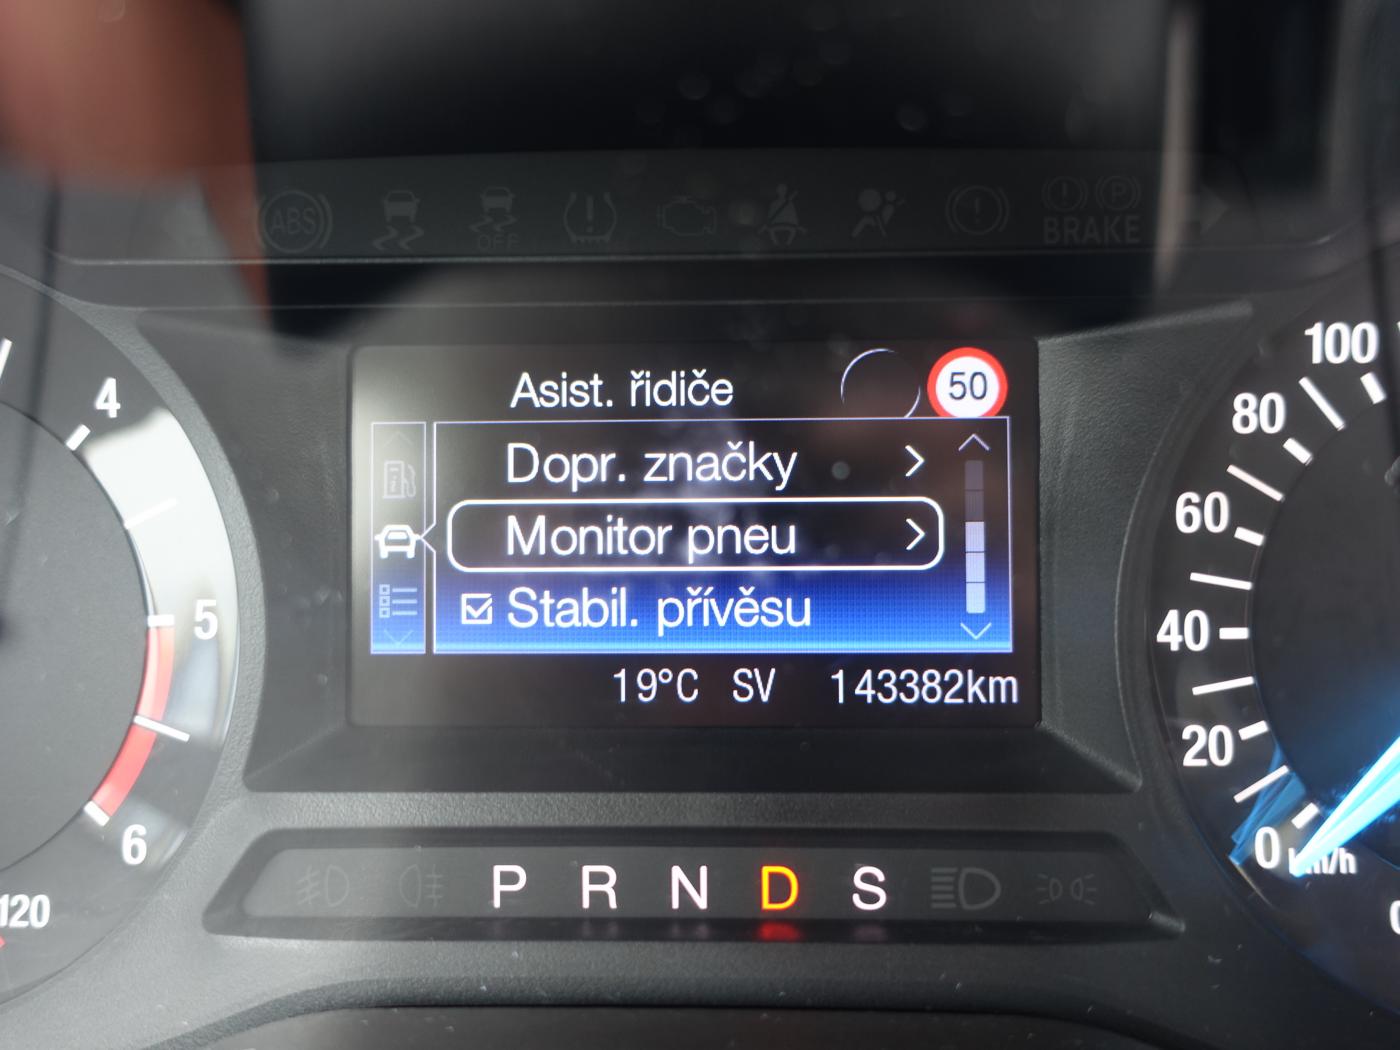 ABS
OFF
BRAKE
Asist. řidiče
50
Dopr. značky
Monitor pneu
Stabil. přívěsu
19°C SV 143382km
4
5
6
120
100
80
60
40
20
0
km/h
P R N D S